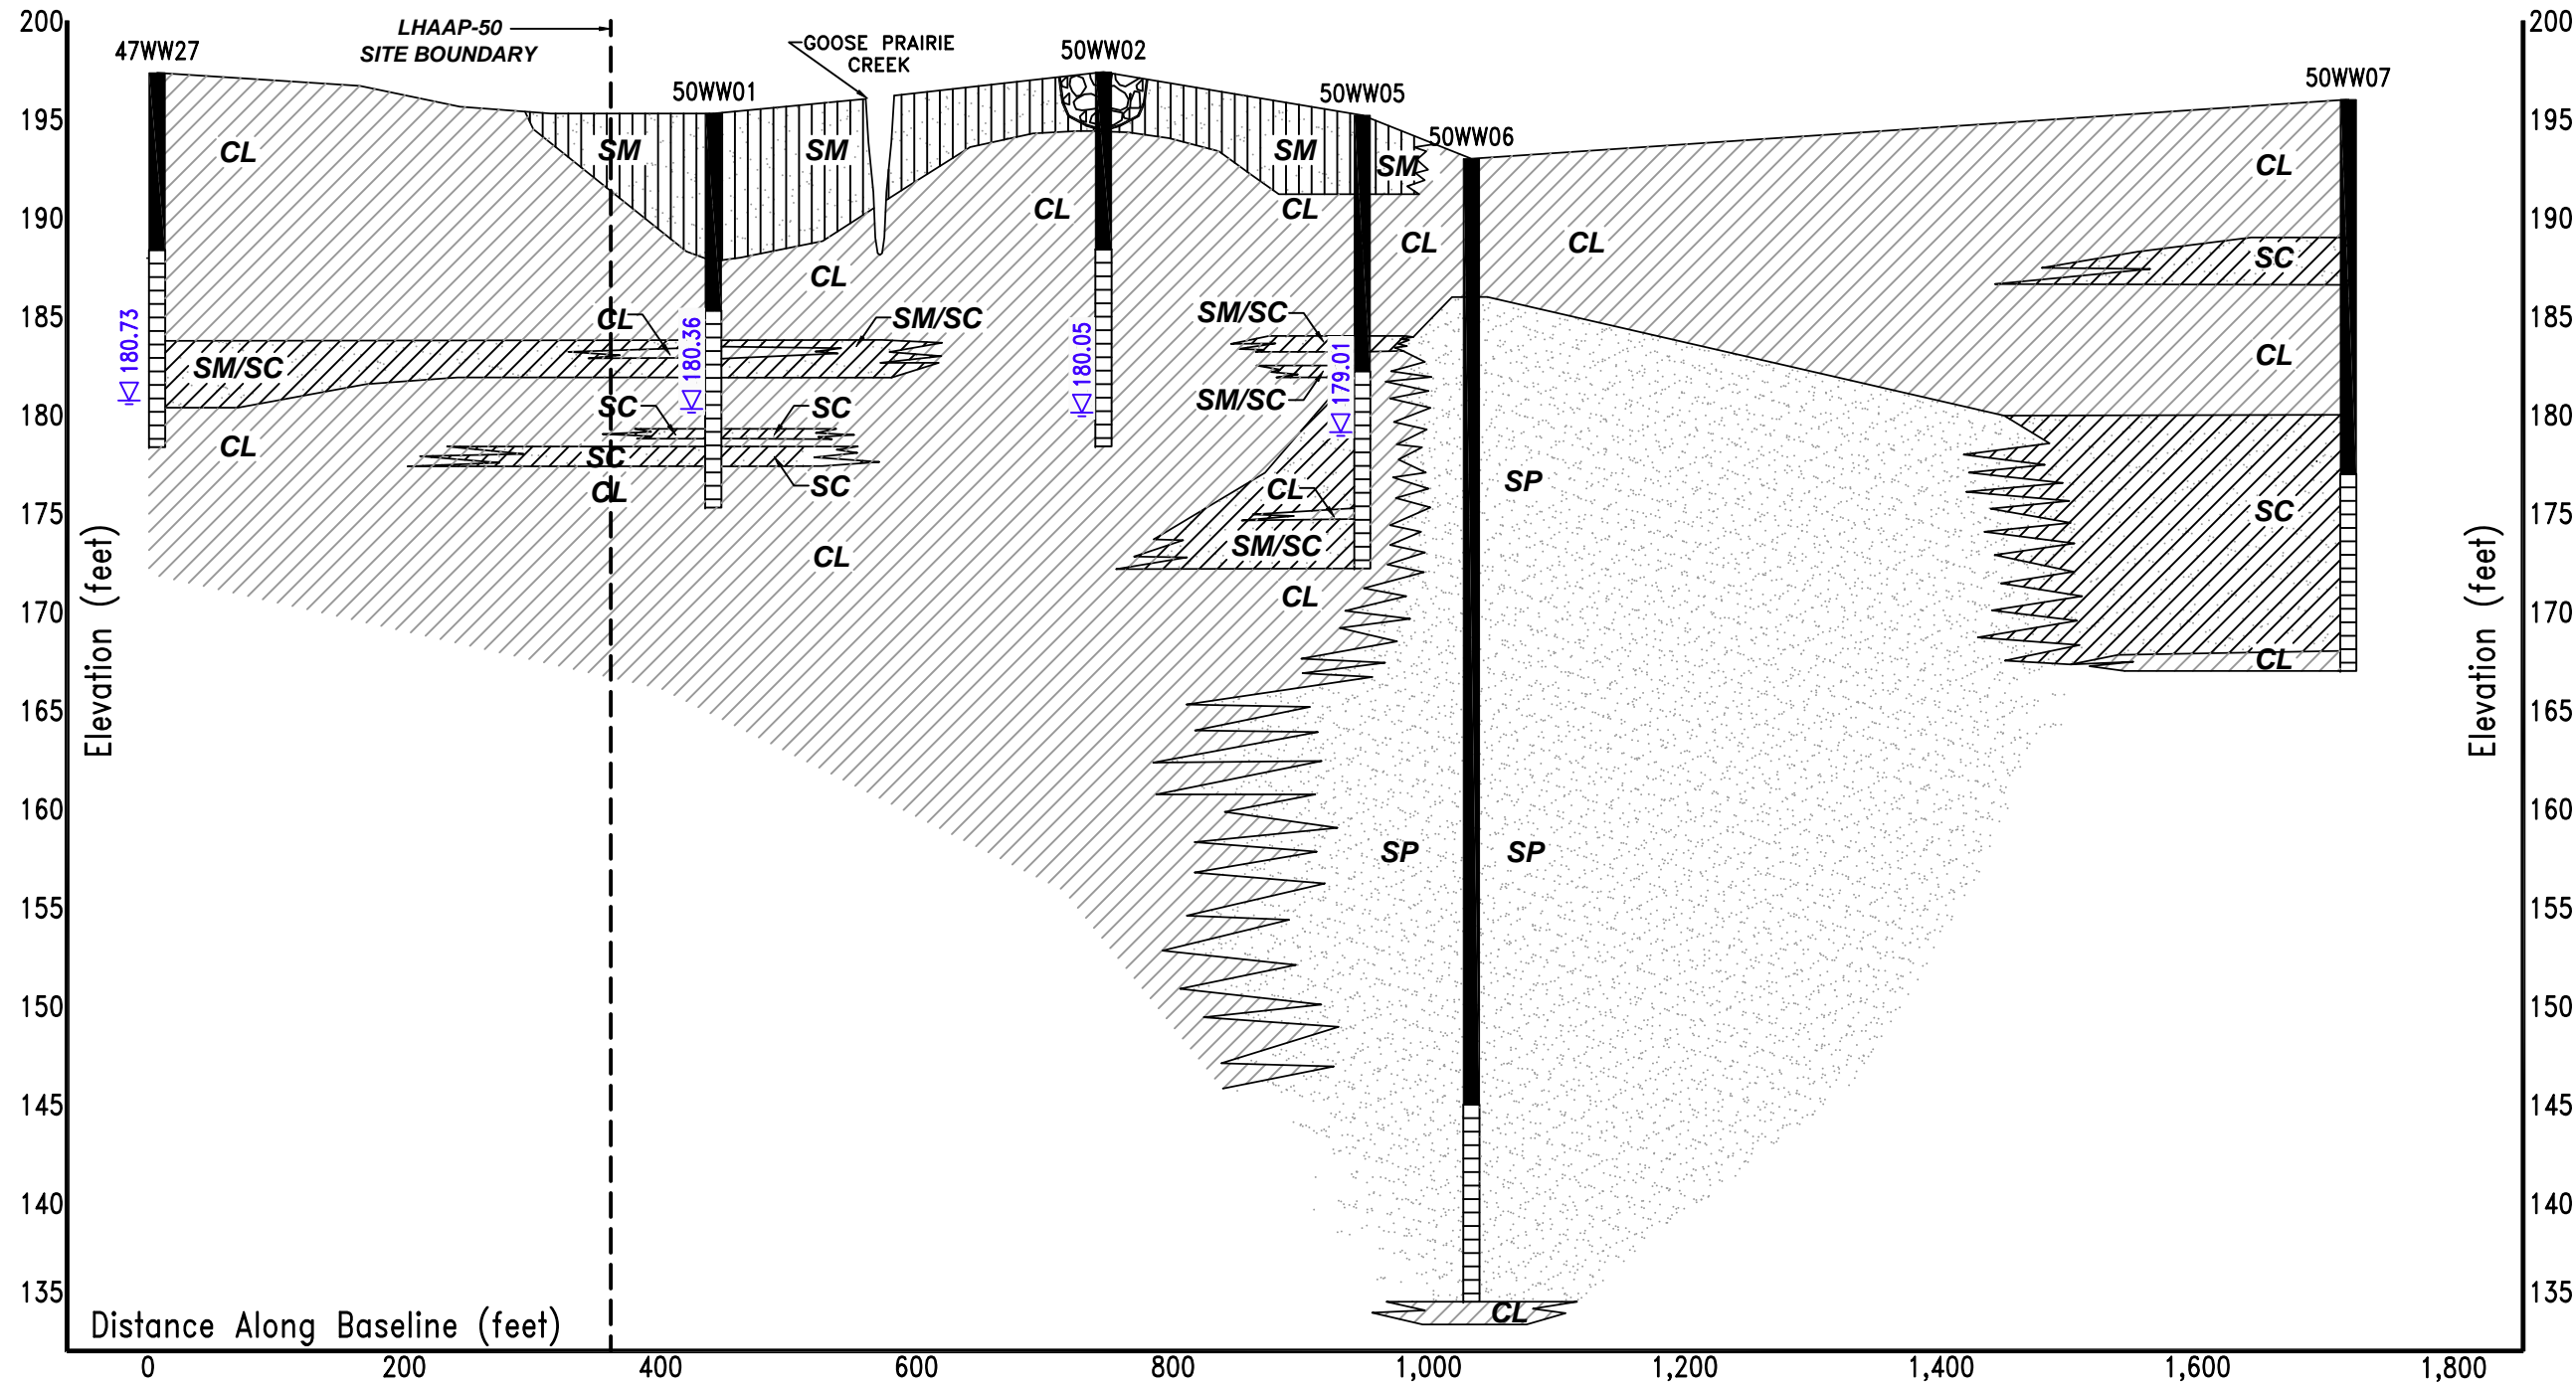 200
200
LHAAP-50
SITE BOUNDARY
47WW27
GOOSE PRAIRIE
CREEK
50WW02
50WW01
50WW05
50WW07
50WW06
195
195
CL
SM
SM
SM
SM
CL
190
190
CL
CL
CL
CL
CL
SC
185
185
CL
SM/SC
SM/SC
180.73
180.36
180.05
179.01
SM/SC
CL
SM/SC
180
180
SC
SC
CL
SC
SC
CL
CL
SP
175
175
SC
CL
SM/SC
Elevation (feet)
Elevation (feet)
170
170
CL
CL
165
165
160
160
SP
SP
155
155
150
150
145
145
140
140
135
135
CL
Distance Along Baseline (feet)
0
200
400
600
800
1,000
1,200
1,400
1,600
1,800